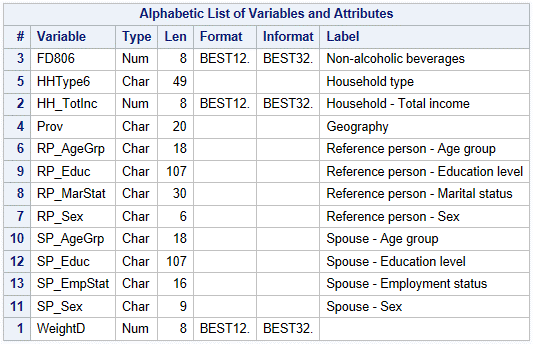 Alphabetic List of Variables and Attributes
# Variable Type Len Format Informat Label
3 FD806 Num 8 BEST12. BEST32. Non-alcoholic beverages
5 HHType6 Char 49 Household type
2 HH_TotInc Num 8 BEST12. BEST32. Household - Total income
4 Prov Char 20 Geography
6 RP_AgeGrp Char 18 Reference person - Age group
9 RP_Educ Char 107 Reference person - Education level
8 RP_MarStat Char 30 Reference person - Marital status
7 RP_Sex Char 6 Reference person - Sex
10 SP_AgeGrp Char 18 Spouse - Age group
12 SP_Educ Char 107 Spouse - Education level
13 SP_EmpStat Char 16 Spouse - Employment status
11 SP_Sex Char 9 Spouse - Sex
1 WeightD Num 8 BEST12. BEST32.